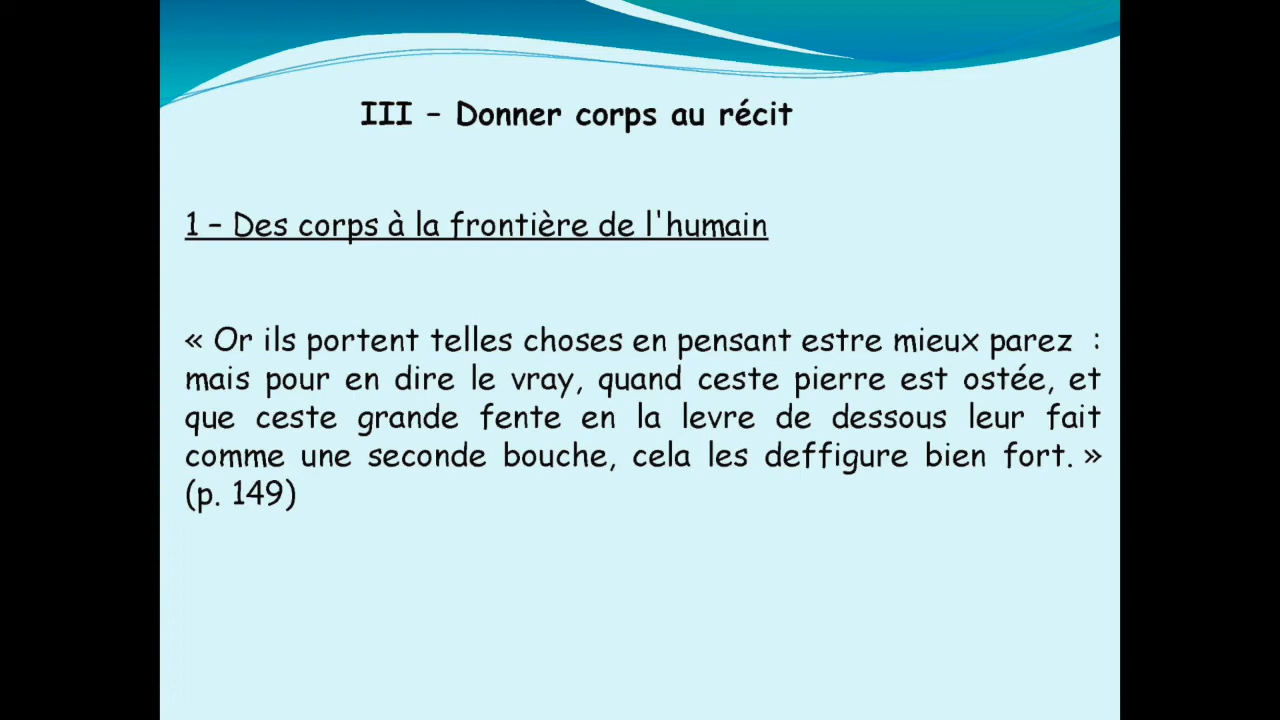 III – Donner corps au récit
1 – Des corps à la frontière de l'humain
« Or ils portent telles choses en pensant estre mieux parez :
mais pour en dire le vray, quand ceste pierre est ostée, et
que ceste grande fente en la levre de dessous leur fait
comme une seconde bouche, cela les deffigure bien fort. »
(p. 149)